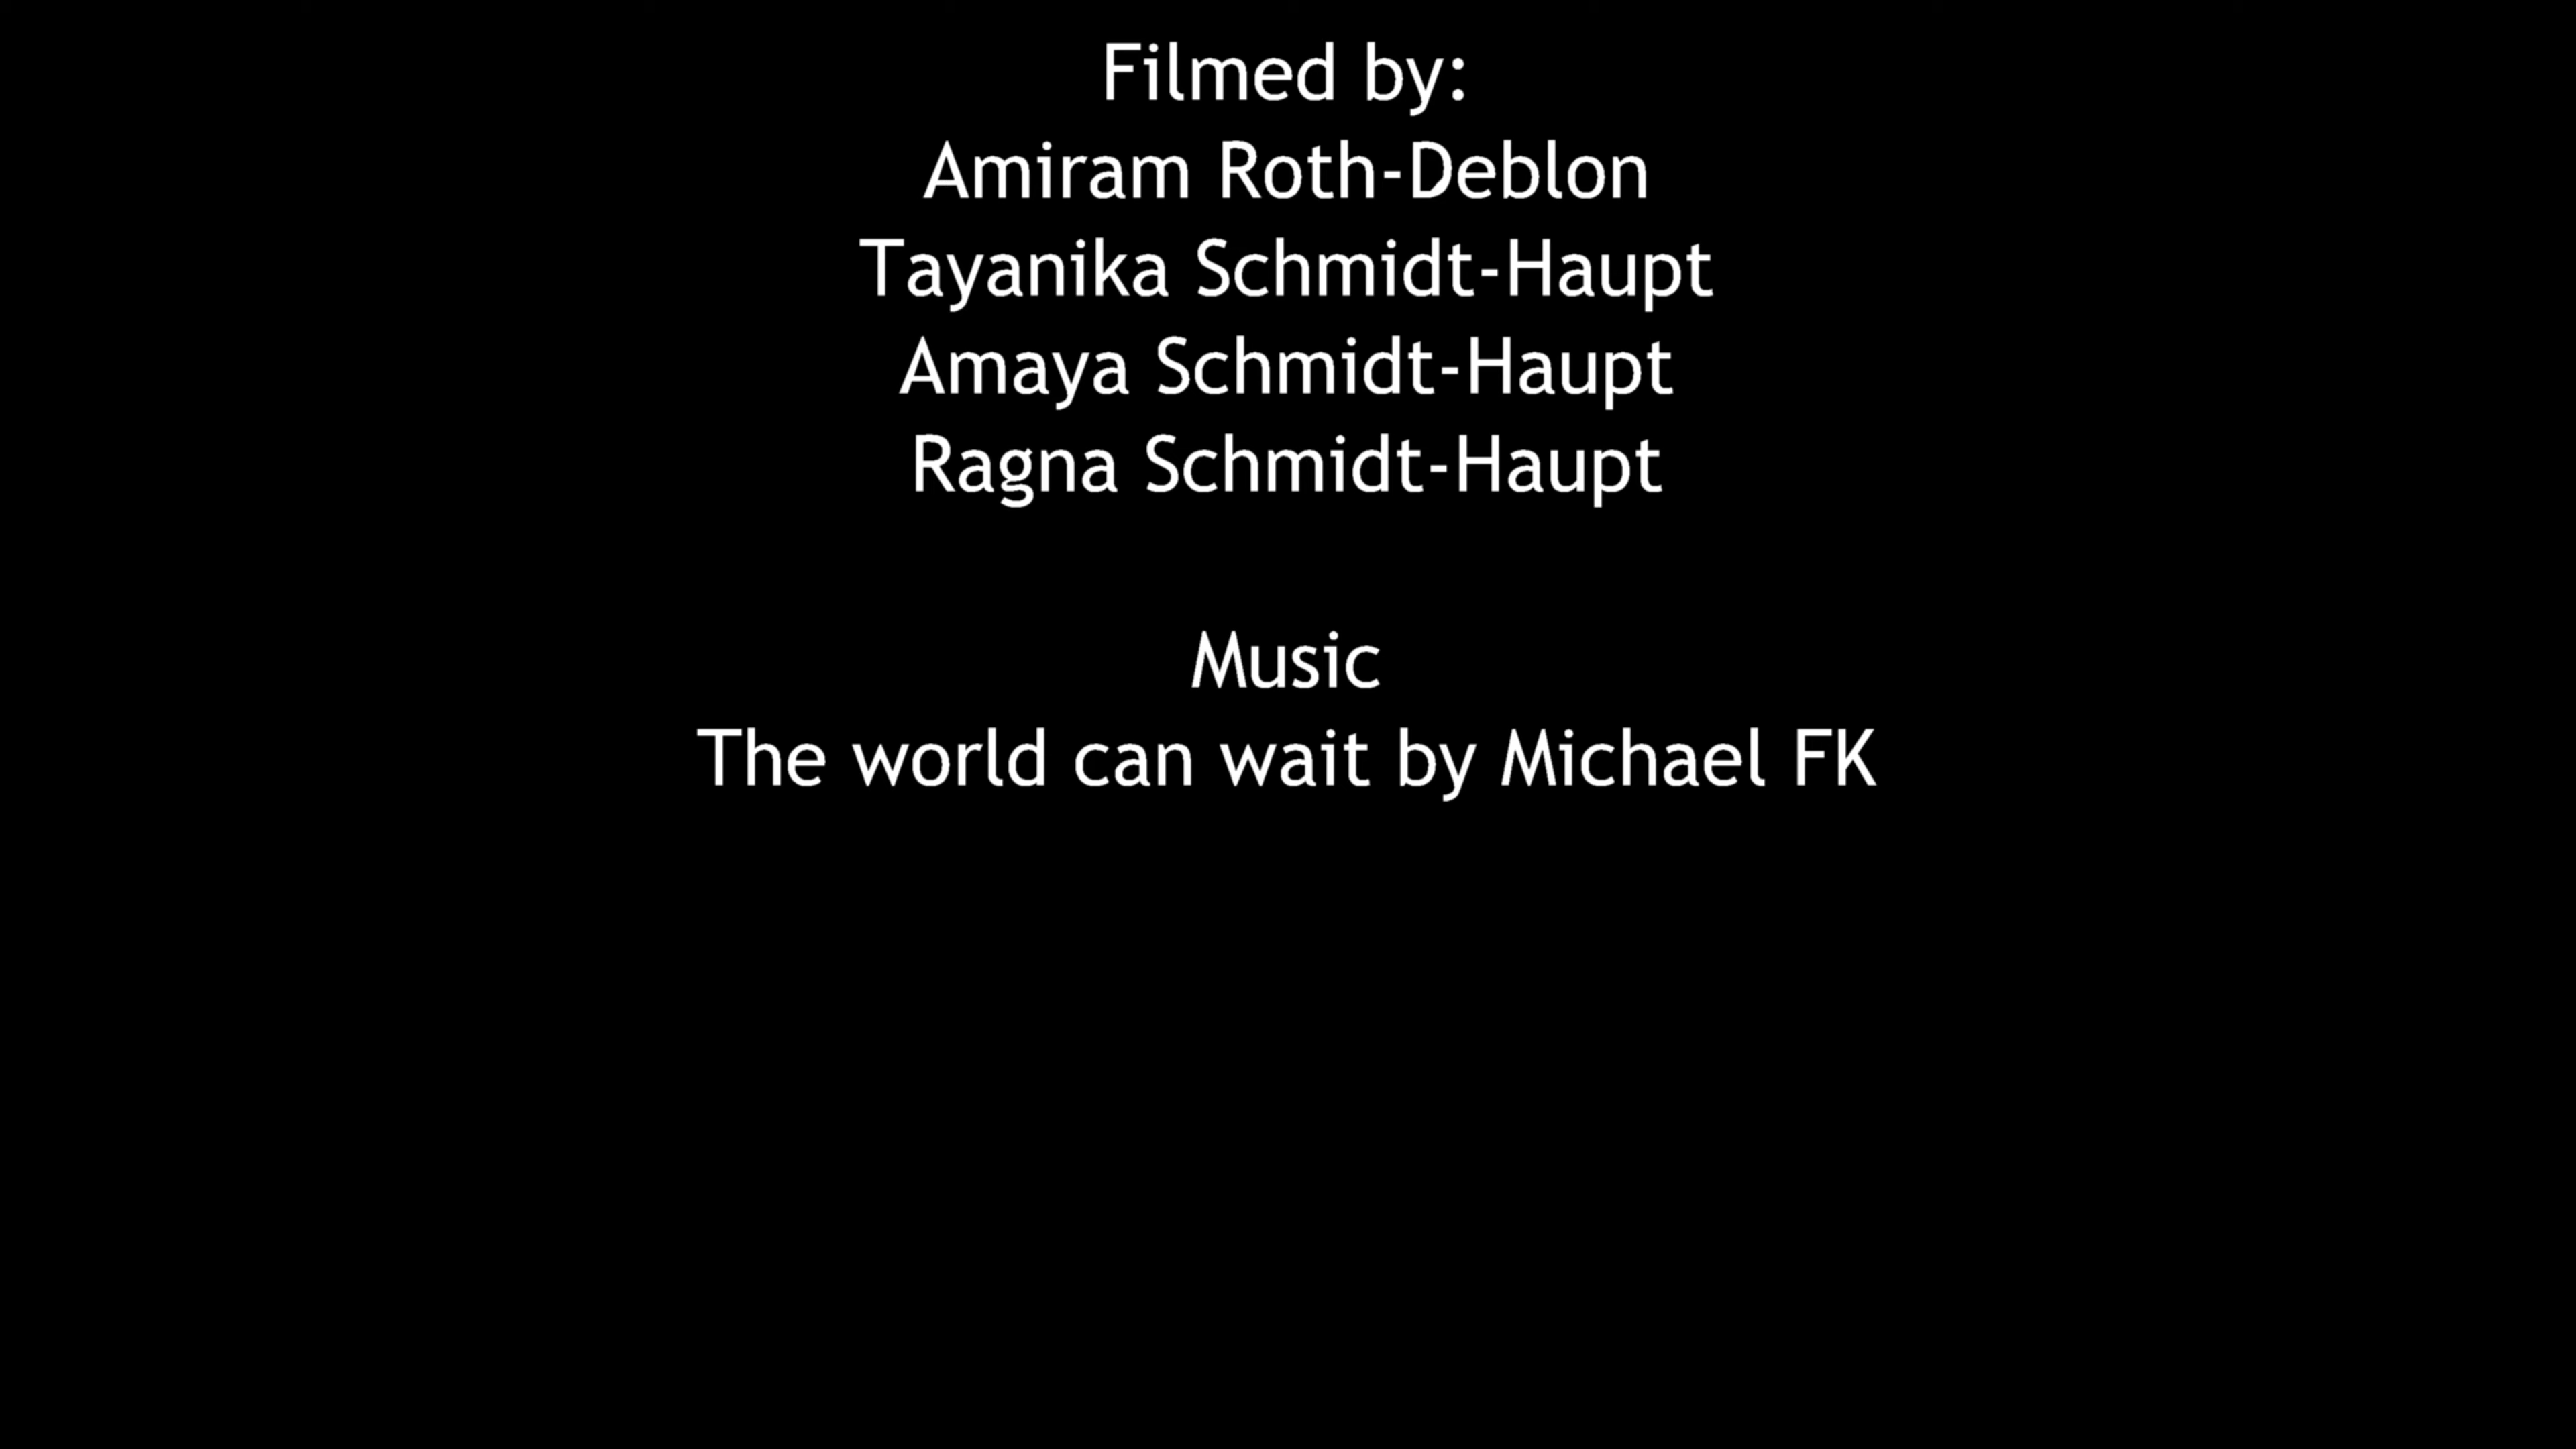 Filmed by:
Amiram Roth-Deblon
Tayanika Schmidt-Haupt
Amaya Schmidt-Haupt
Ragna Schmidt-Haupt
Music
The world can wait by Michael FK